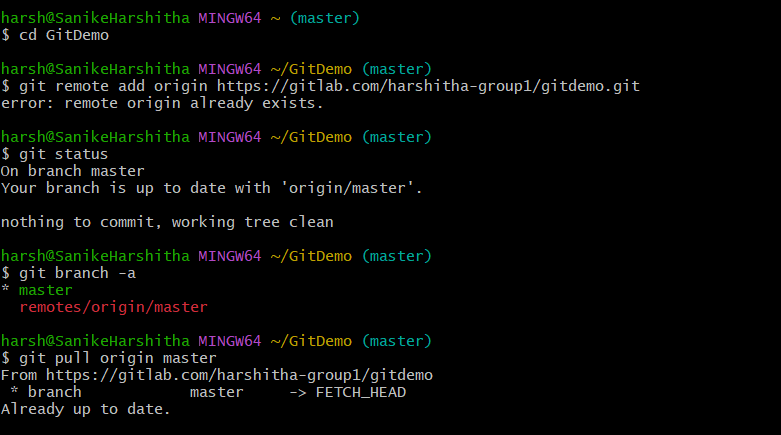 harsh@SanikeHarshitha MINGW64 ~ (master)
$ cd GitDemo
harsh@SanikeHarshitha MINGW64 ~/GitDemo (master)
$ git remote add origin https://gitlab.com/harshitha-group1/gitdemo.git
error: remote origin already exists.
harsh@SanikeHarshitha MINGW64 ~/GitDemo (master)
$ git status
On branch master
Your branch is up to date with 'origin/master'.
nothing to commit, working tree clean
harsh@SanikeHarshitha MINGW64 ~/GitDemo (master)
$ git branch -a
* master
  remotes/origin/master
harsh@SanikeHarshitha MINGW64 ~/GitDemo (master)
$ git pull origin master
From https://gitlab.com/harshitha-group1/gitdemo
 * branch            master     -> FETCH_HEAD
Already up to date.